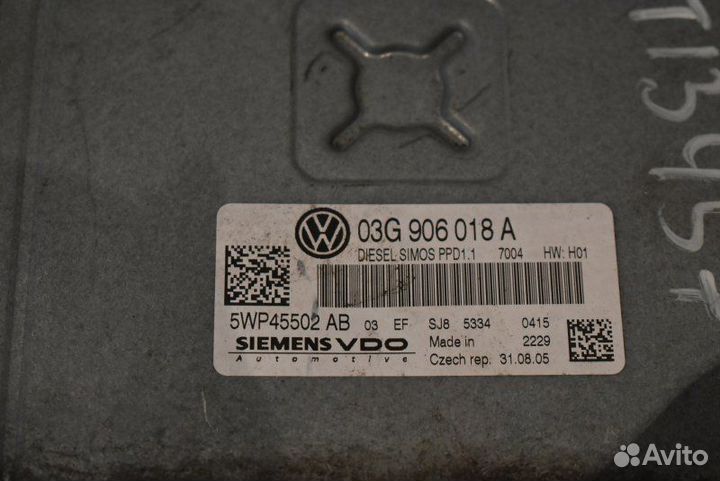 T13457
03G 906 018 A
DIESEL SIMOS PPD1.1 7004 HW: H01
5WP45502 AB 03 EF SJ8 5334 0415
SIEMENS VDO Made in 2229
Automotive Czech rep. 31.08.05
Avito